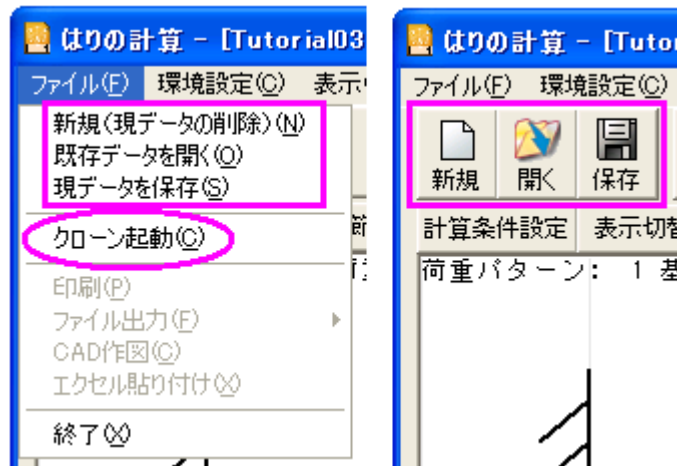 はりの計算 - [Tutorial03
ファイル(F) 環境設定(C)
新規(現データの削除)(N)
既存データを開く(O)
現データを保存(S)
クローン起動(C)
印刷(P)
ファイル出力(F)
CAD作図(C)
エクセル貼り付け(X)
終了(X)
はりの計算 - [Tuto
ファイル(F) 環境設定(C)
新規 開く 保存
計算条件設定 表示切替
荷重パターン: 1 基